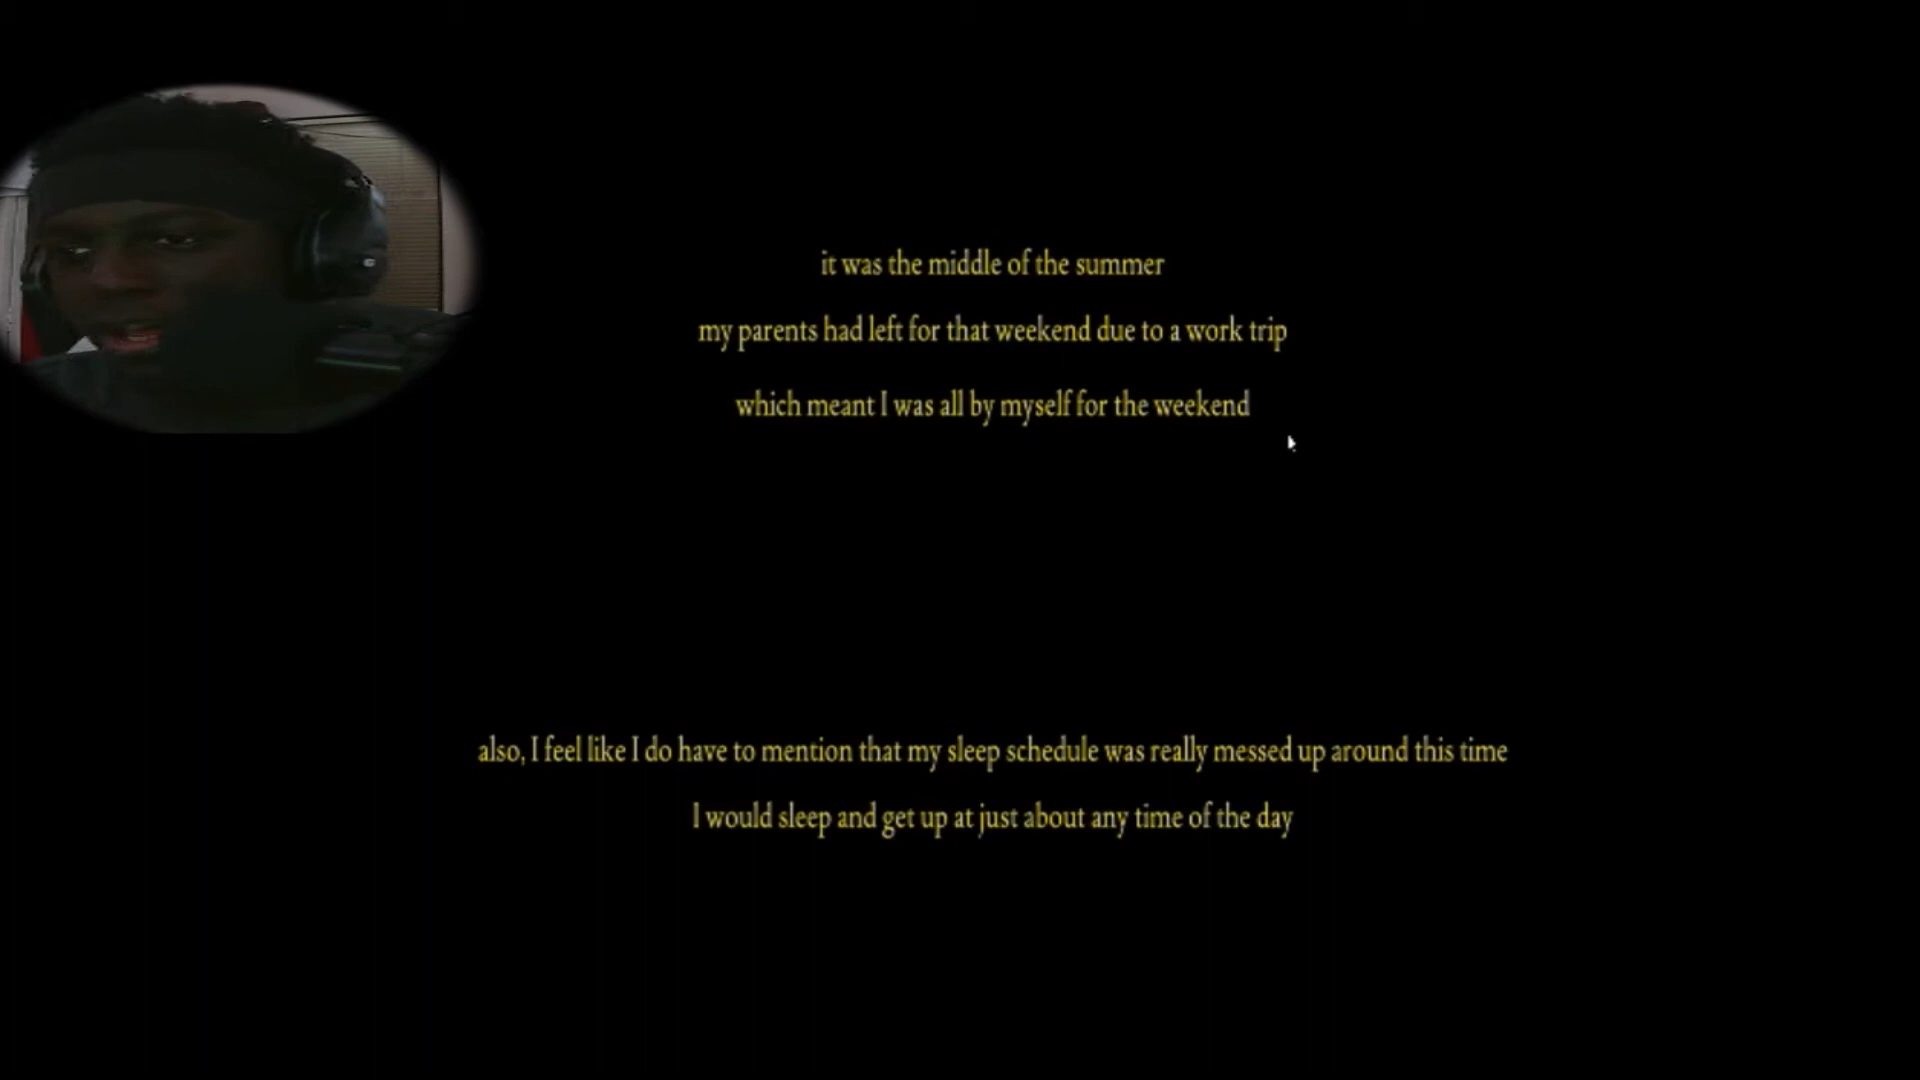 it was the middle of the summer
my parents had left for that weekend due to a work trip
which meant I was all by myself for the weekend
also, I feel like I do have to mention that my sleep schedule was really messed up around this time
I would sleep and get up at just about any time of the day